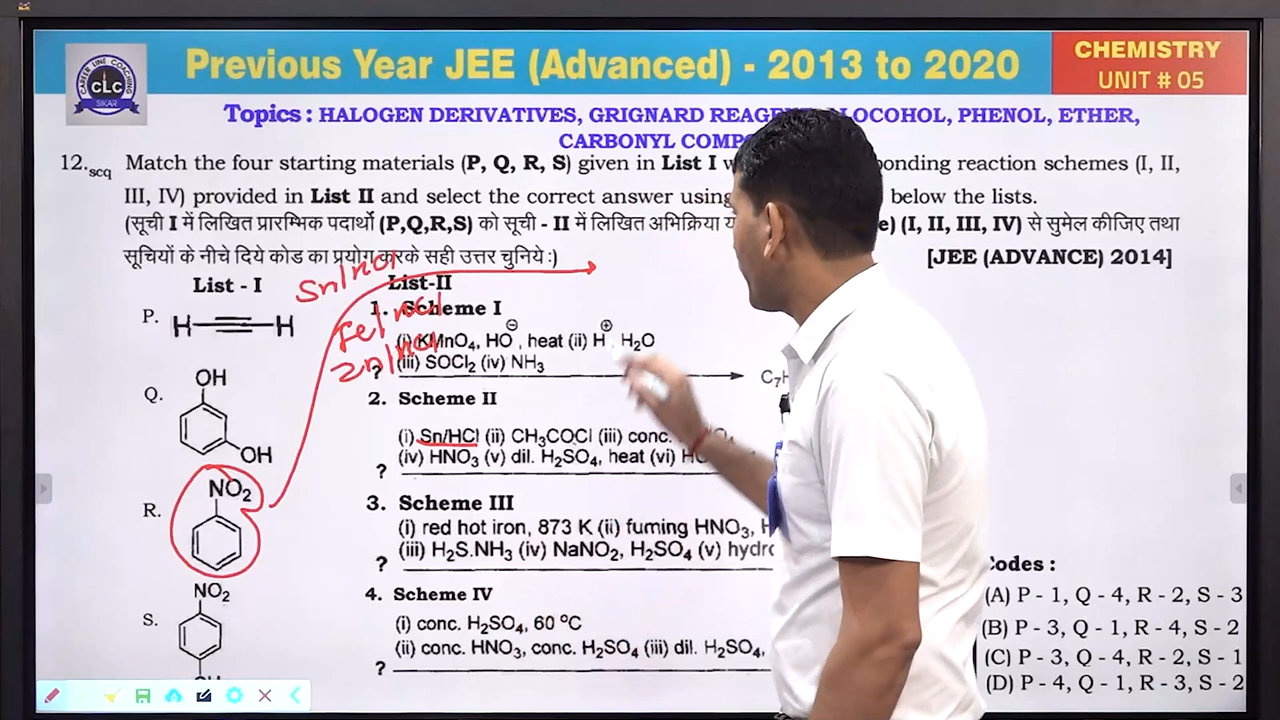 CLC
SIKAR
Previous Year JEE (Advanced) - 2013 to 2020
CHEMISTRY
UNIT # 05
Topics : HALOGEN DERIVATIVES, GRIGNARD
PHENOL, ETHER,
CARBONYL
12.scq Match the four starting materials (P, Q, R, S) given in List I
reaction schemes (I, II,
III, IV) provided in List II and select the correct answer using
below the lists.
(सूची I में लिखित प्रारम्भिक पदार्थो (P,Q,R,S) को सूची - II में लिखित अभिक्रिया
(I, II, III, IV) से सुमेल कीजिए तथा
सूचियों के नीचे दिये कोड का प्रयोग करके सही उत्तर चुनिये :)
[JEE (ADVANCE) 2014]
List - I
List-II
Sn/HCl
Fe/HCl
Zn/HCl
P. H H
1. Scheme I
(i) KMnO₄, HO⊖, heat (ii) H⊕, H₂O
(iii) SOCl₂ (iv) NH₃
?
Q. OH
OH
2. Scheme II
(i) Sn/HCl (ii) CH₃COCl (iii) conc.
(iv) HNO₃ (v) dil. H₂SO₄, heat (vi)
?
R. NO₂
3. Scheme III
(i) red hot iron, 873 K (ii) fuming HNO₃,
(iii) H₂S.NH₃ (iv) NaNO₂, H₂SO₄ (v)
?
S. NO₂
4. Scheme IV
(i) conc. H₂SO₄, 60 ºC
(ii) conc. HNO₃, conc. H₂SO₄ (iii) dil. H₂SO₄,
?
Codes :
(A) P - 1, Q - 4, R - 2, S - 3
(B) P - 3, Q - 1, R - 4, S - 2
(C) P - 3, Q - 4, R - 2, S - 1
(D) P - 4, Q - 1, R - 3, S - 2